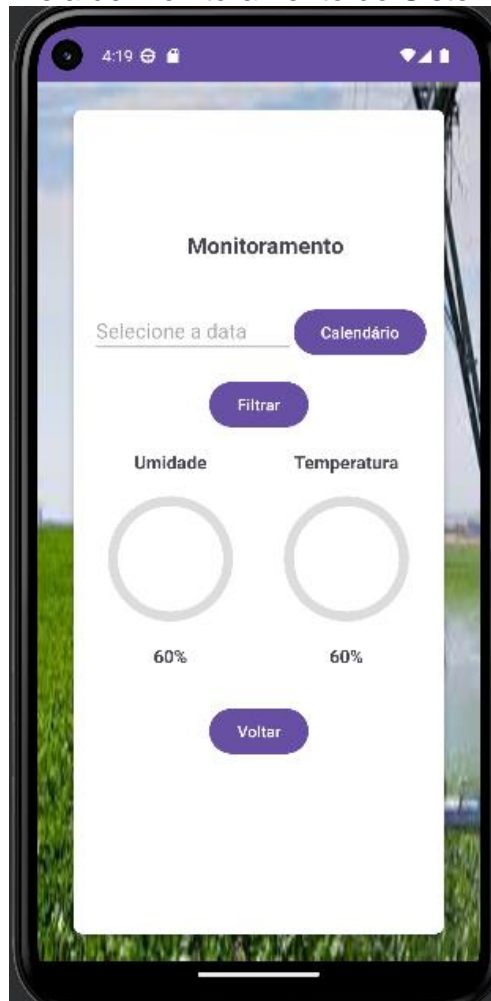 4:19
Monitoramento
Selecione a data
Calendário
Filtrar
Umidade Temperatura
60% 60%
Voltar